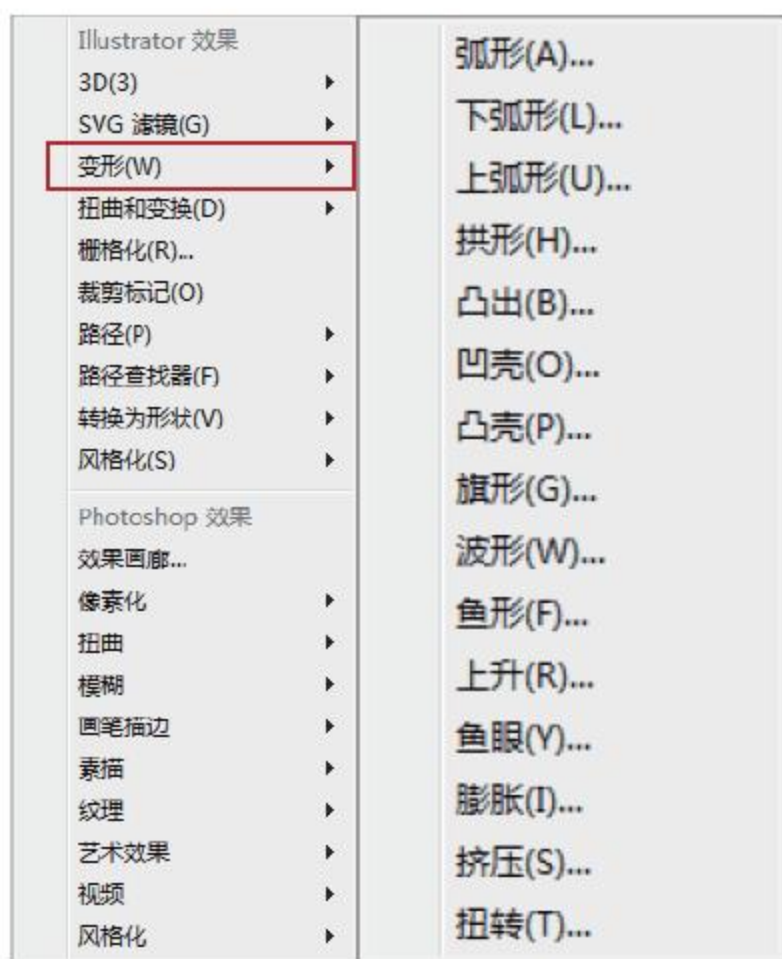 Illustrator 效果
3D(3)
SVG 滤镜(G)
变形(W)
扭曲和变换(D)
栅格化(R)...
裁剪标记(O)
路径(P)
路径查找器(F)
转换为形状(V)
风格化(S)
Photoshop 效果
效果画廊...
像素化
扭曲
模糊
画笔描边
素描
纹理
艺术效果
视频
风格化
弧形(A)...
下弧形(L)...
上弧形(U)...
拱形(H)...
凸出(B)...
凹壳(O)...
凸壳(P)...
旗形(G)...
波形(W)...
鱼形(F)...
上升(R)...
鱼眼(Y)...
膨胀(I)...
挤压(S)...
扭转(T)...